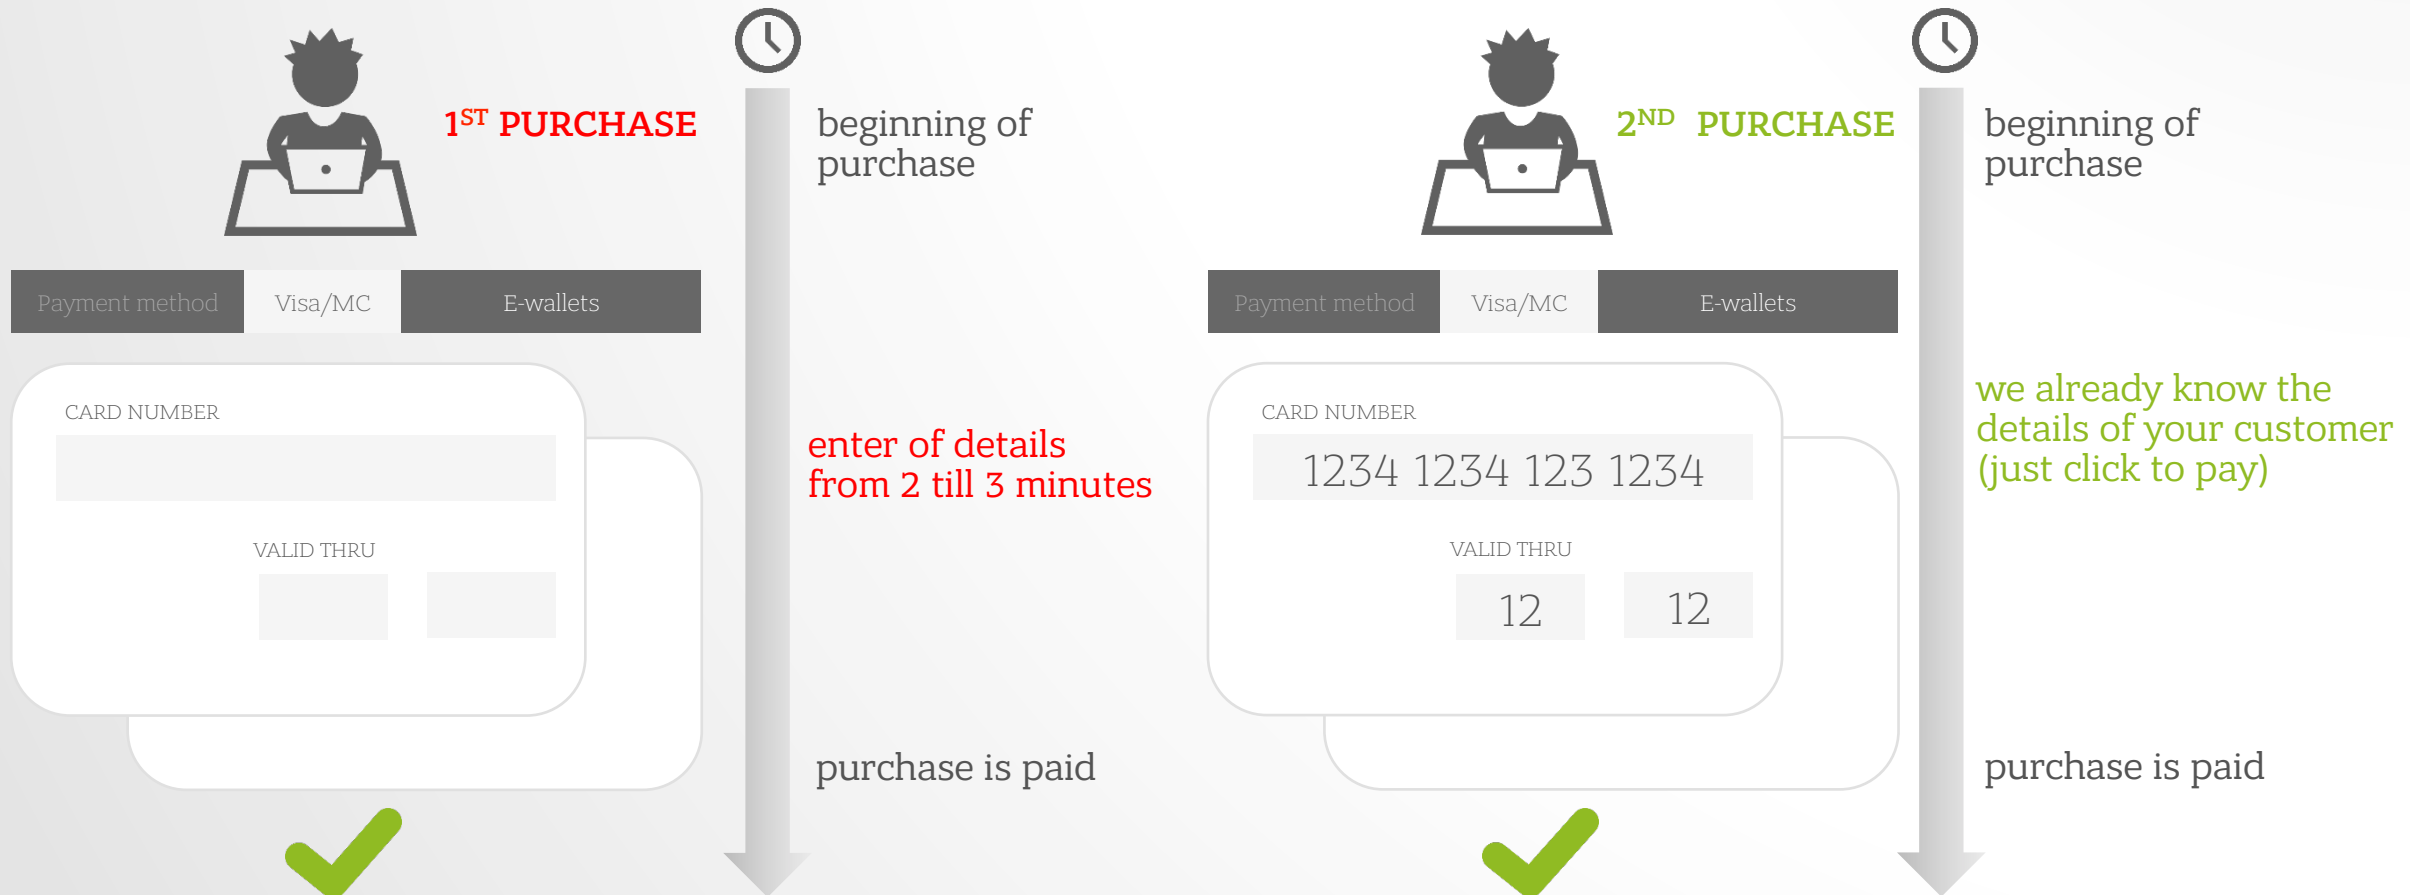 1ST PURCHASE
beginning of
purchase
Payment method
Visa/MC
E-wallets
CARD NUMBER
VALID THRU
enter of details
from 2 till 3 minutes
purchase is paid
2ND PURCHASE
beginning of
purchase
Payment method
Visa/MC
E-wallets
CARD NUMBER
1234 1234 123 1234
VALID THRU
12
12
we already know the
details of your customer
(just click to pay)
purchase is paid